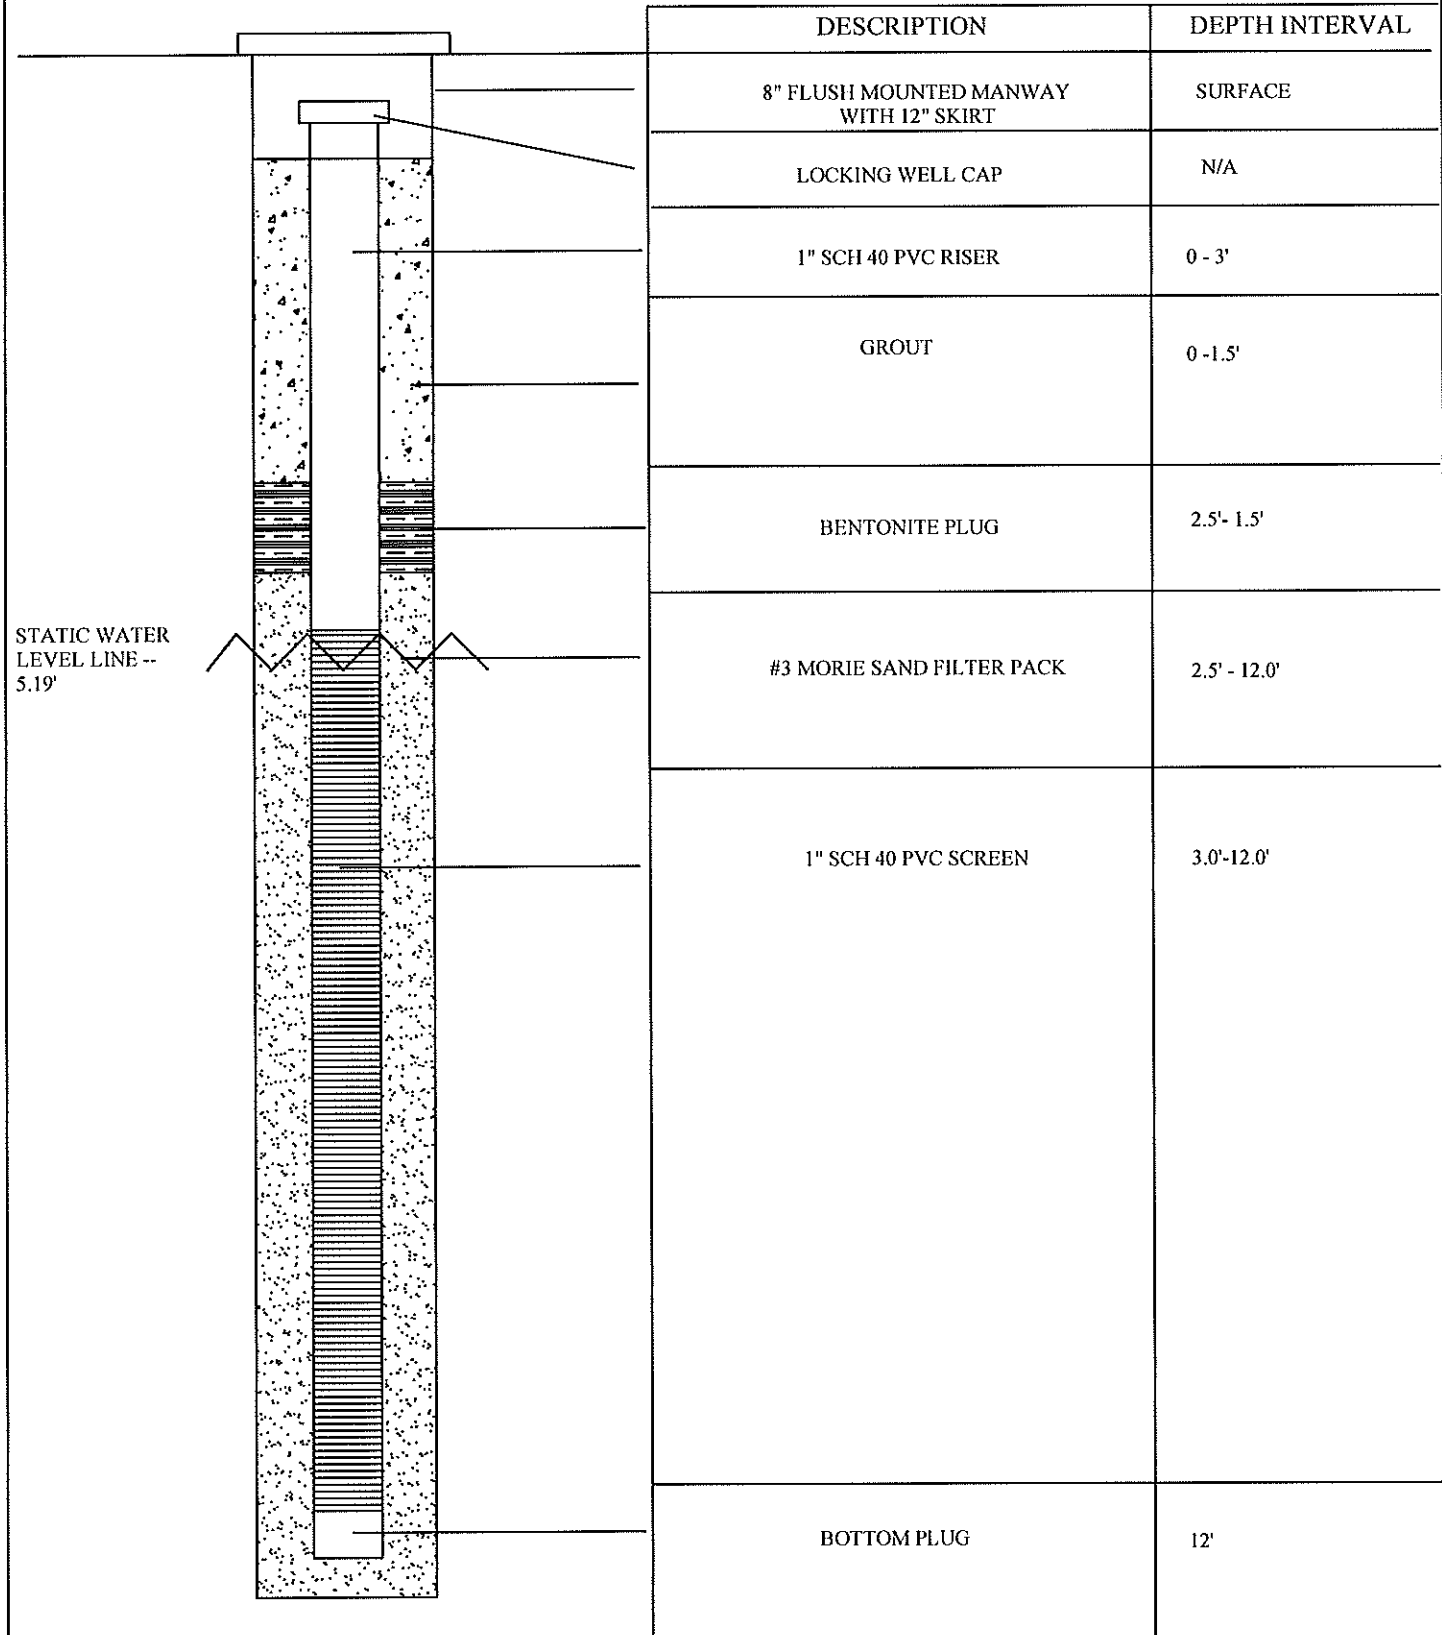 DESCRIPTION DEPTH INTERVAL
8" FLUSH MOUNTED MANWAY SURFACE
WITH 12" SKIRT
LOCKING WELL CAP N/A
1" SCH 40 PVC RISER 0 - 3'
GROUT 0 -1.5'
BENTONITE PLUG 2.5'- 1.5'
STATIC WATER
LEVEL LINE --
5.19'
#3 MORIE SAND FILTER PACK 2.5' - 12.0'
1" SCH 40 PVC SCREEN 3.0'-12.0'
BOTTOM PLUG 12'